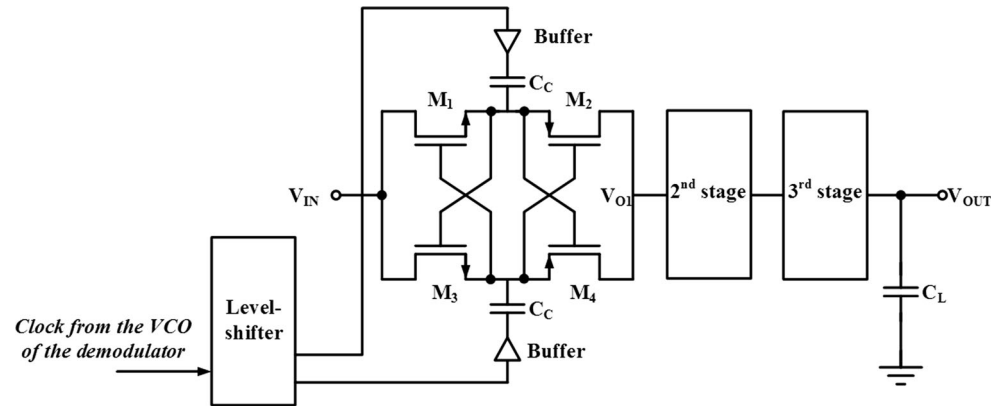 Buffer
C_C
M_1
M_2
V_IN
V_O1
2^nd stage
3^rd stage
V_OUT
M_3
M_4
Level-
shifter
C_C
C_L
Clock from the VCO
of the demodulator
Buffer